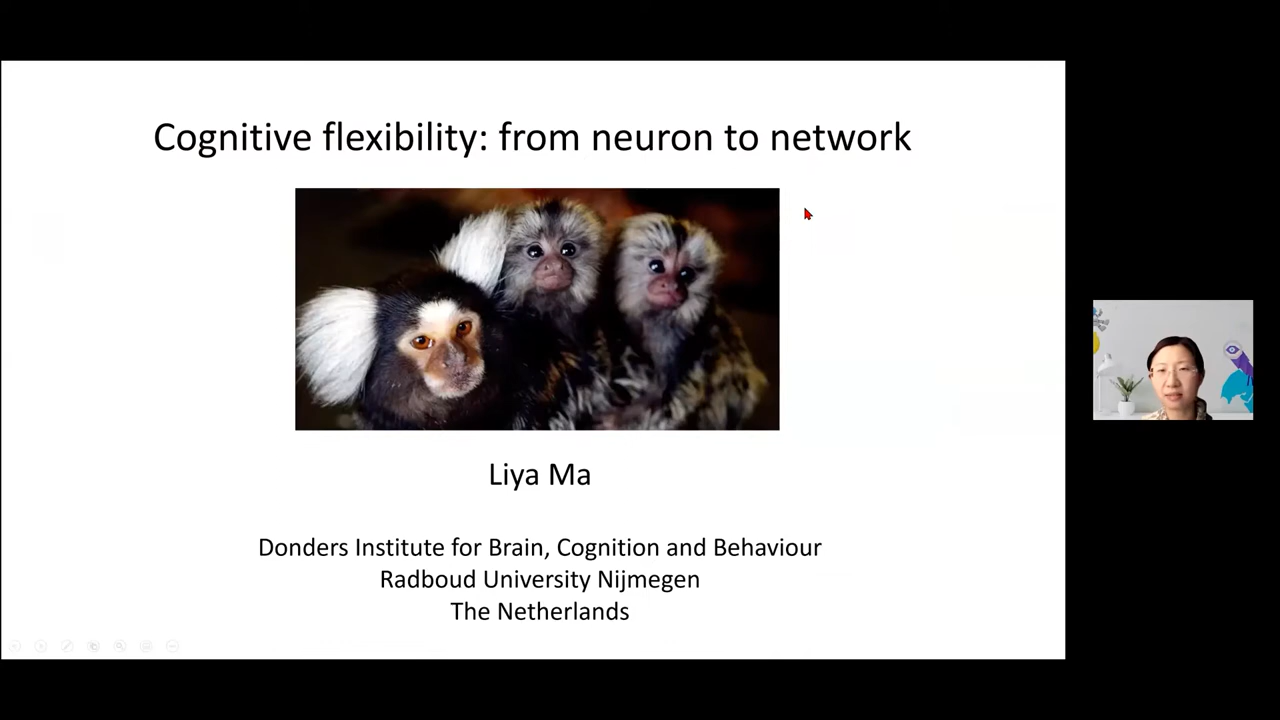 Cognitive flexibility: from neuron to network
Liya Ma
Donders Institute for Brain, Cognition and Behaviour
Radboud University Nijmegen
The Netherlands